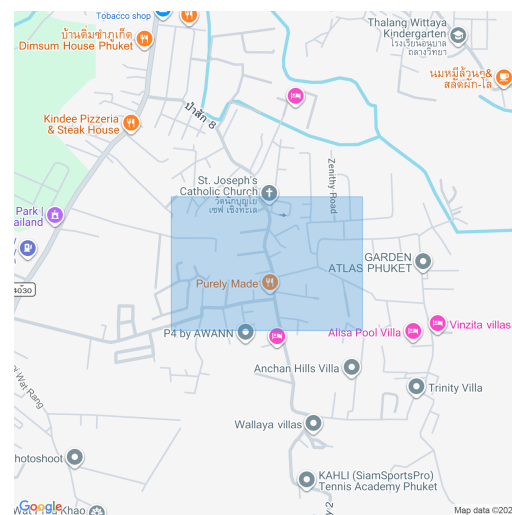 Tobacco shop
บ้านติ่มซำภูเก็ต
Dimsum House Phuket
Thalang Wittaya
Kindergarten
โรงเรียนอนุบาล
ถลางวิทยา
นมหมีล้วนๆ&
สลัดผัก-โล
Kindee Pizzeria
& Steak House
ป่าสัก 8
Zenithy Road
St. Joseph's
Catholic Church
วัดนักบุญโย
เซฟ เชิงทะเล
Park |
ailand
GARDEN
ATLAS PHUKET
4030
Purely Made
P4 by AWANN
Alisa Pool Villa
Vinzita villas
Anchan Hills Villa
Trinity Villa
Wat Rang
Wallaya villas
hotoshoot
KAHLI (SiamSportsPro)
Tennis Academy Phuket
Khao
Google
Map data ©202